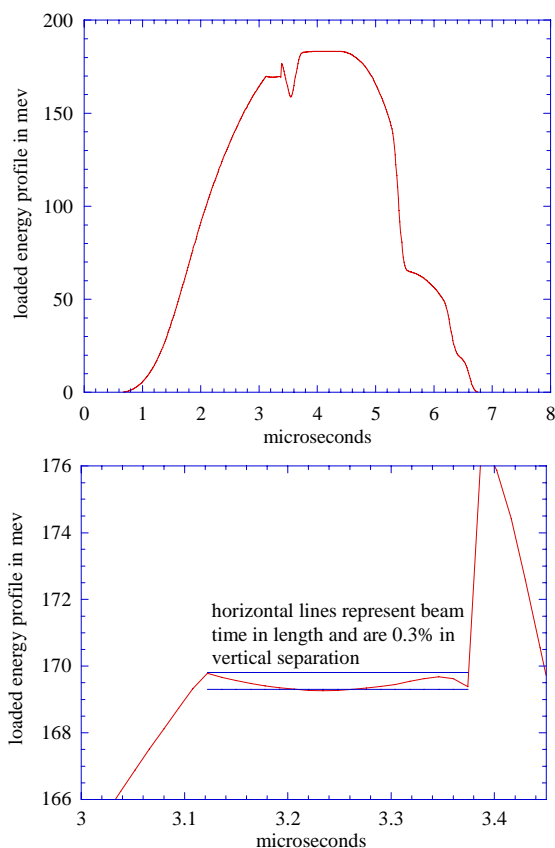 200
150
100
50
0
loaded energy profile in mev
0 1 2 3 4 5 6 7 8
microseconds
176
174
172
170
168
166
loaded energy profile in mev
horizontal lines represent beam
time in length and are 0.3% in
vertical separation
3 3.1 3.2 3.3 3.4
microseconds